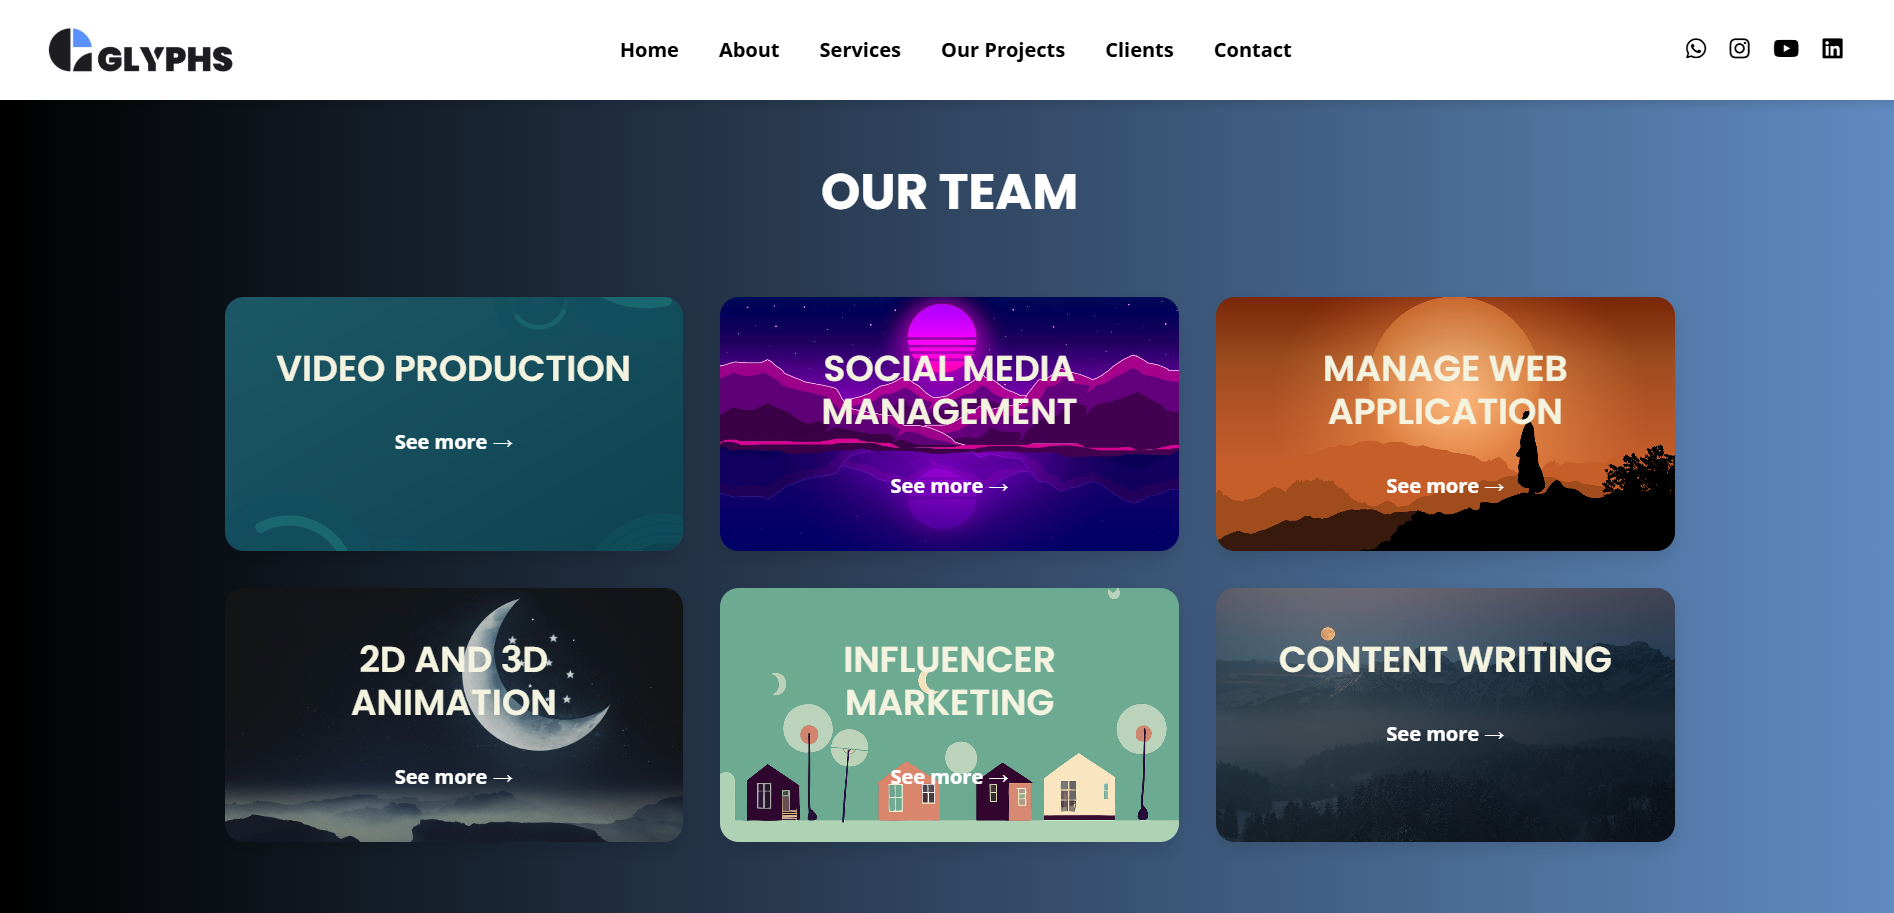 GLYPHS
Home About Services Our Projects Clients Contact
OUR TEAM
VIDEO PRODUCTION
See more →
SOCIAL MEDIA
MANAGEMENT
See more →
MANAGE WEB
APPLICATION
See more →
2D AND 3D
ANIMATION
See more →
INFLUENCER
MARKETING
See more →
CONTENT WRITING
See more →